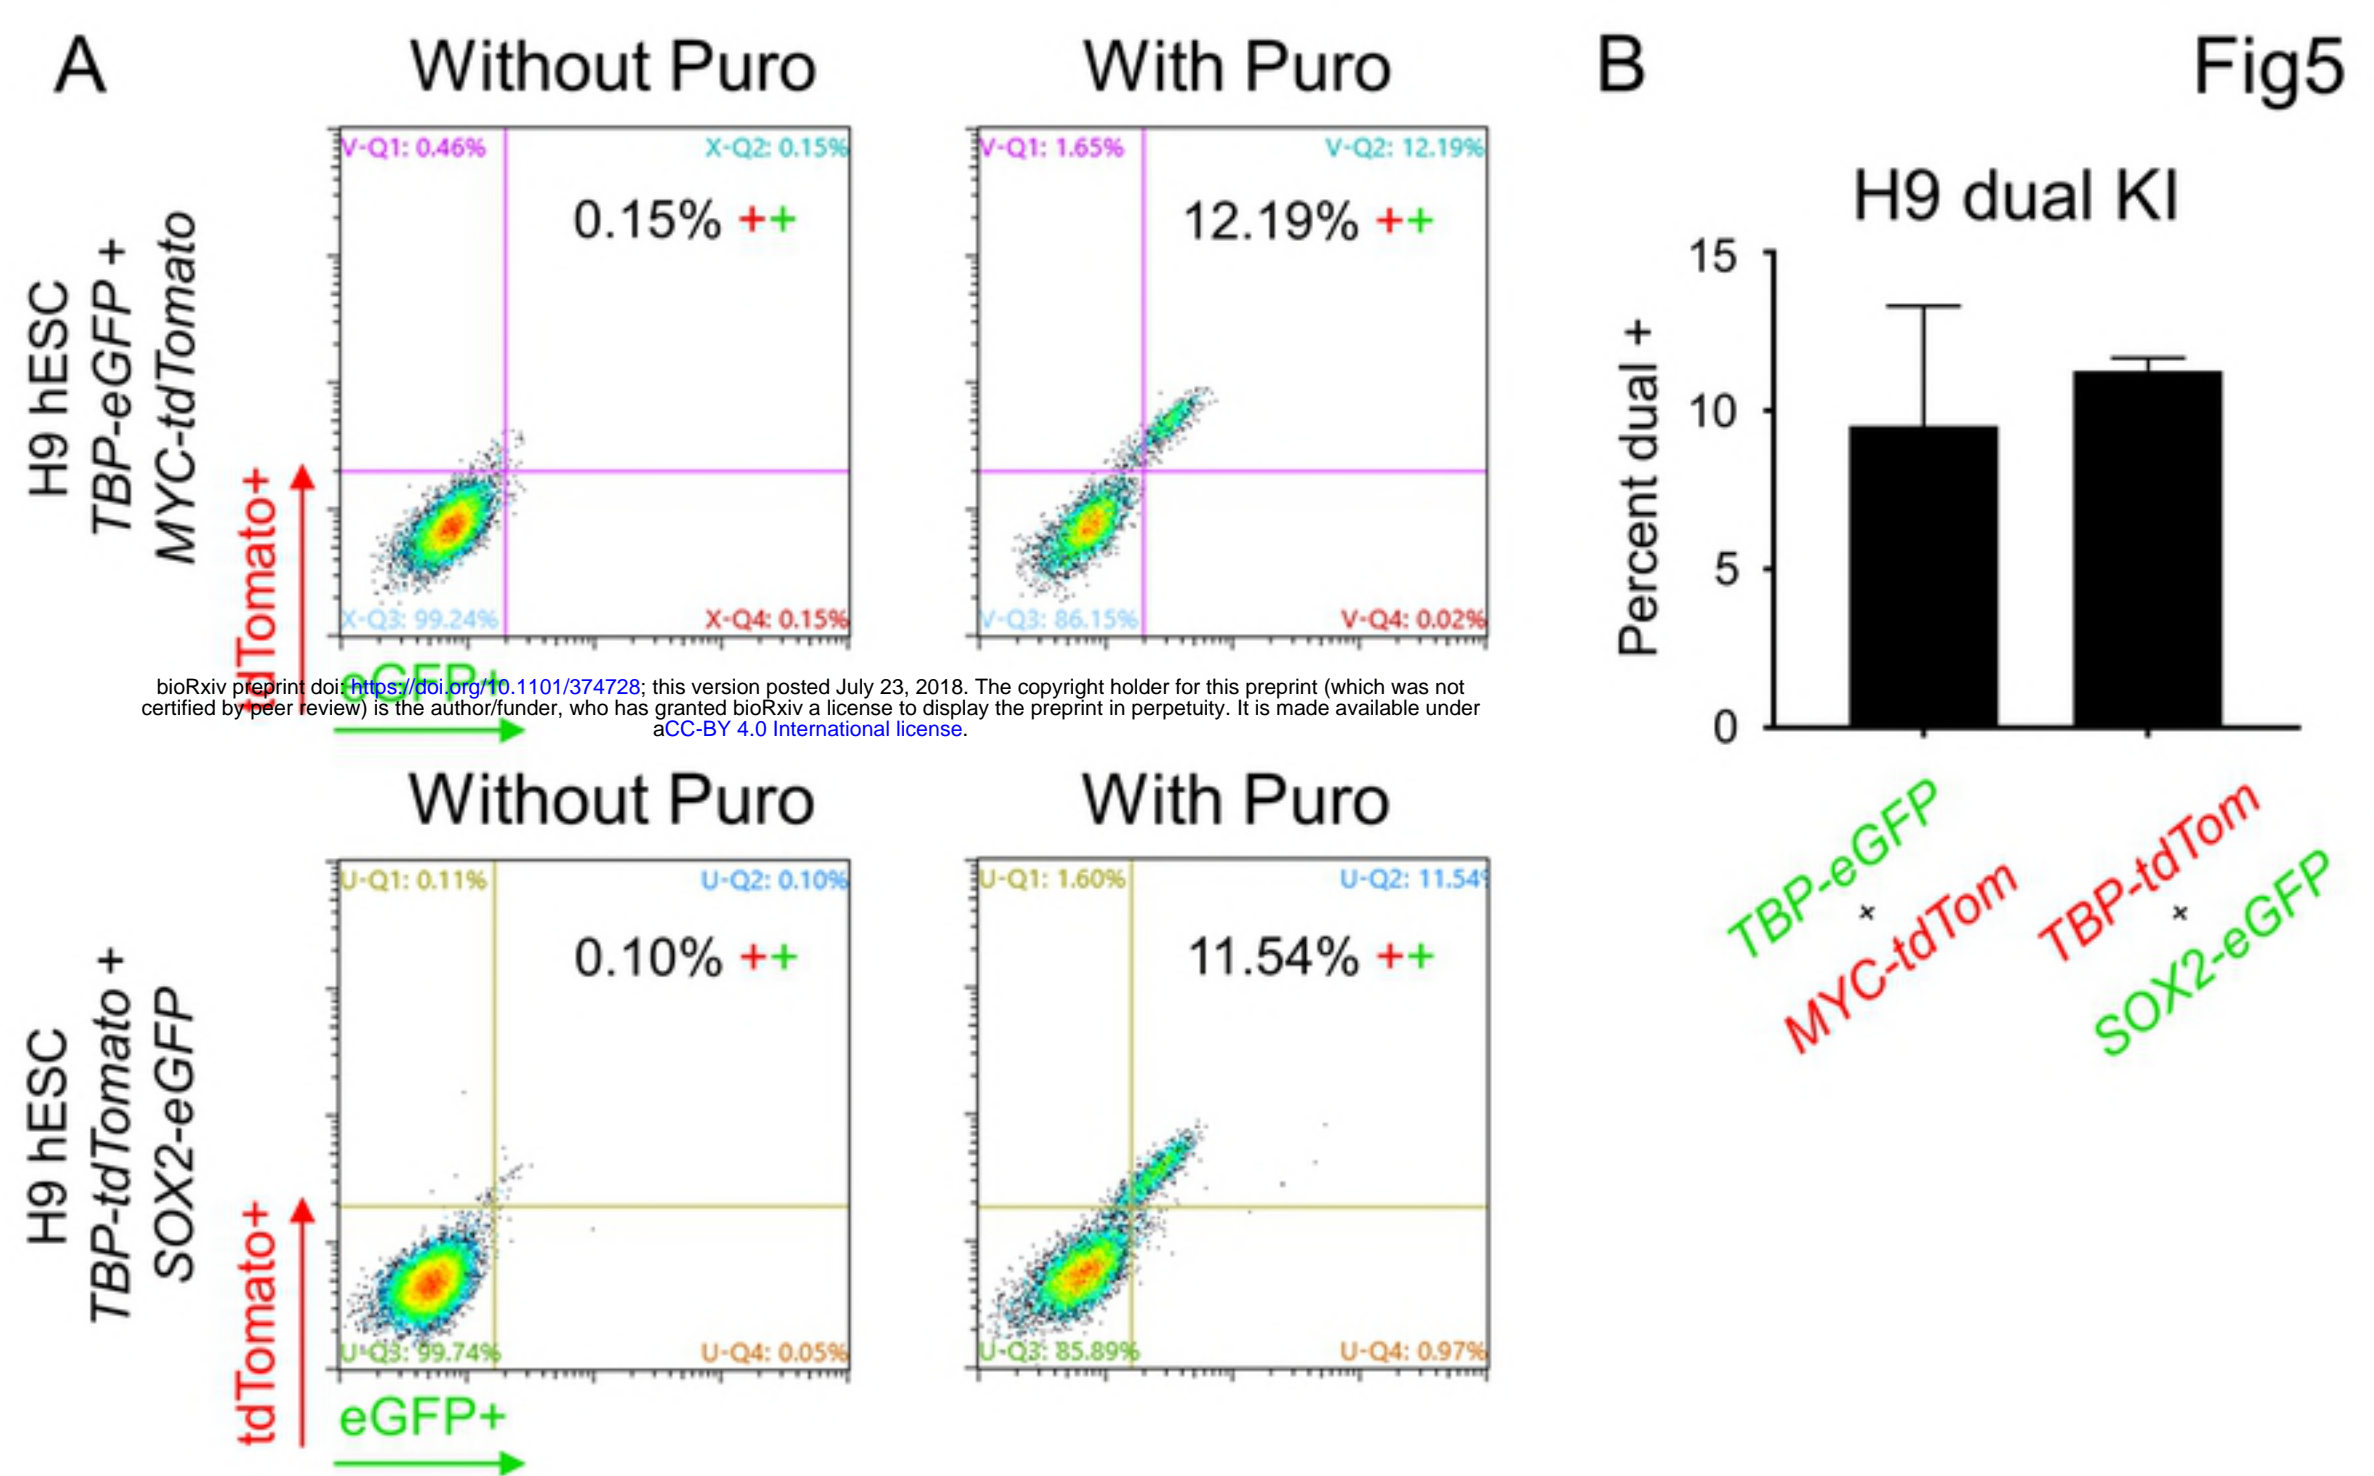 A
Without Puro
With Puro
B
Fig5
H9 hESC
TBP-eGFP +
MYC-tdTomato
tdTomato+
V-Q1: 0.46%
X-Q2: 0.15%
0.15% ++
X-Q3: 99.24%
X-Q4: 0.15%
eGFP+
V-Q1: 1.65%
V-Q2: 12.19%
12.19% ++
V-Q3: 86.15%
V-Q4: 0.02%
bioRxiv preprint doi: https://doi.org/10.1101/374728; this version posted July 23, 2018. The copyright holder for this preprint (which was not
certified by peer review) is the author/funder, who has granted bioRxiv a license to display the preprint in perpetuity. It is made available under
aCC-BY 4.0 International license.
Without Puro
With Puro
H9 hESC
TBP-tdTomato +
SOX2-eGFP
tdTomato+
U-Q1: 0.11%
U-Q2: 0.10%
0.10% ++
U-Q3: 99.74%
U-Q4: 0.05%
eGFP+
U-Q1: 1.60%
U-Q2: 11.54%
11.54% ++
U-Q3: 85.89%
U-Q4: 0.97%
H9 dual KI
Percent dual +
15
10
5
0
TBP-eGFP
+
MYC-tdTom
TBP-tdTom
+
SOX2-eGFP